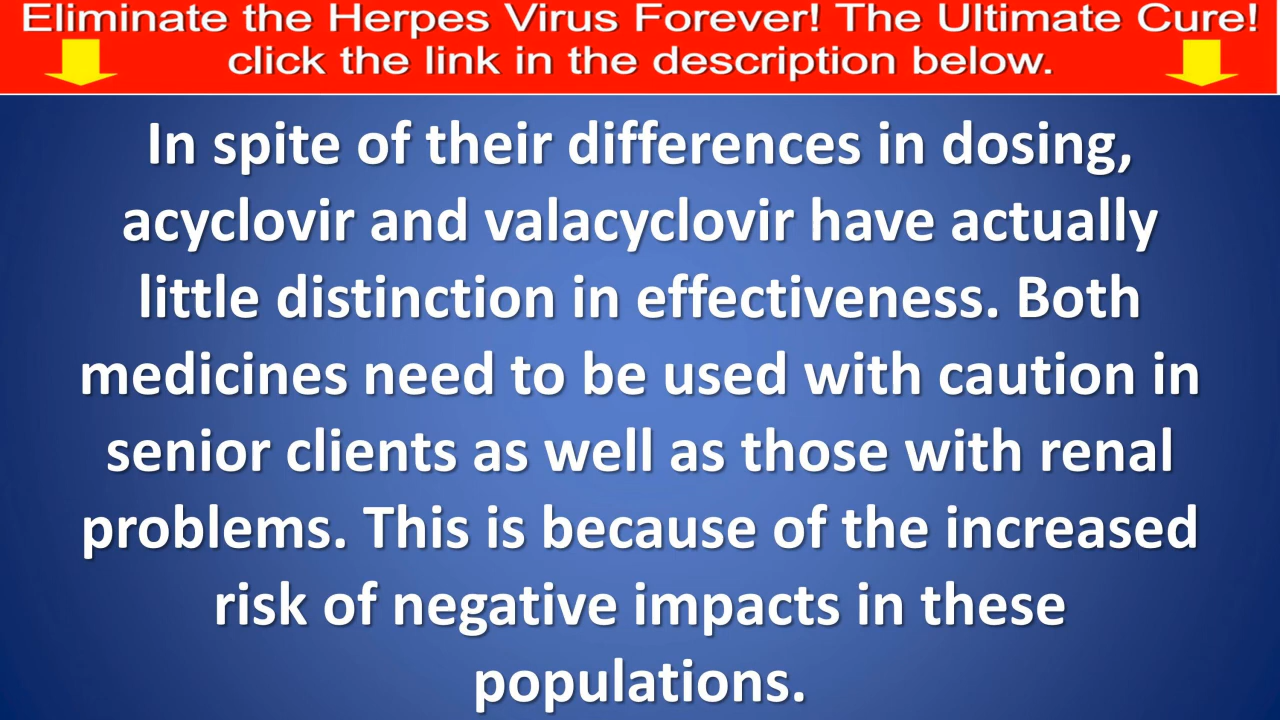 Eliminate the Herpes Virus Forever! The Ultimate Cure!
click the link in the description below.
In spite of their differences in dosing,
acyclovir and valacyclovir have actually
little distinction in effectiveness. Both
medicines need to be used with caution in
senior clients as well as those with renal
problems. This is because of the increased
risk of negative impacts in these
populations.